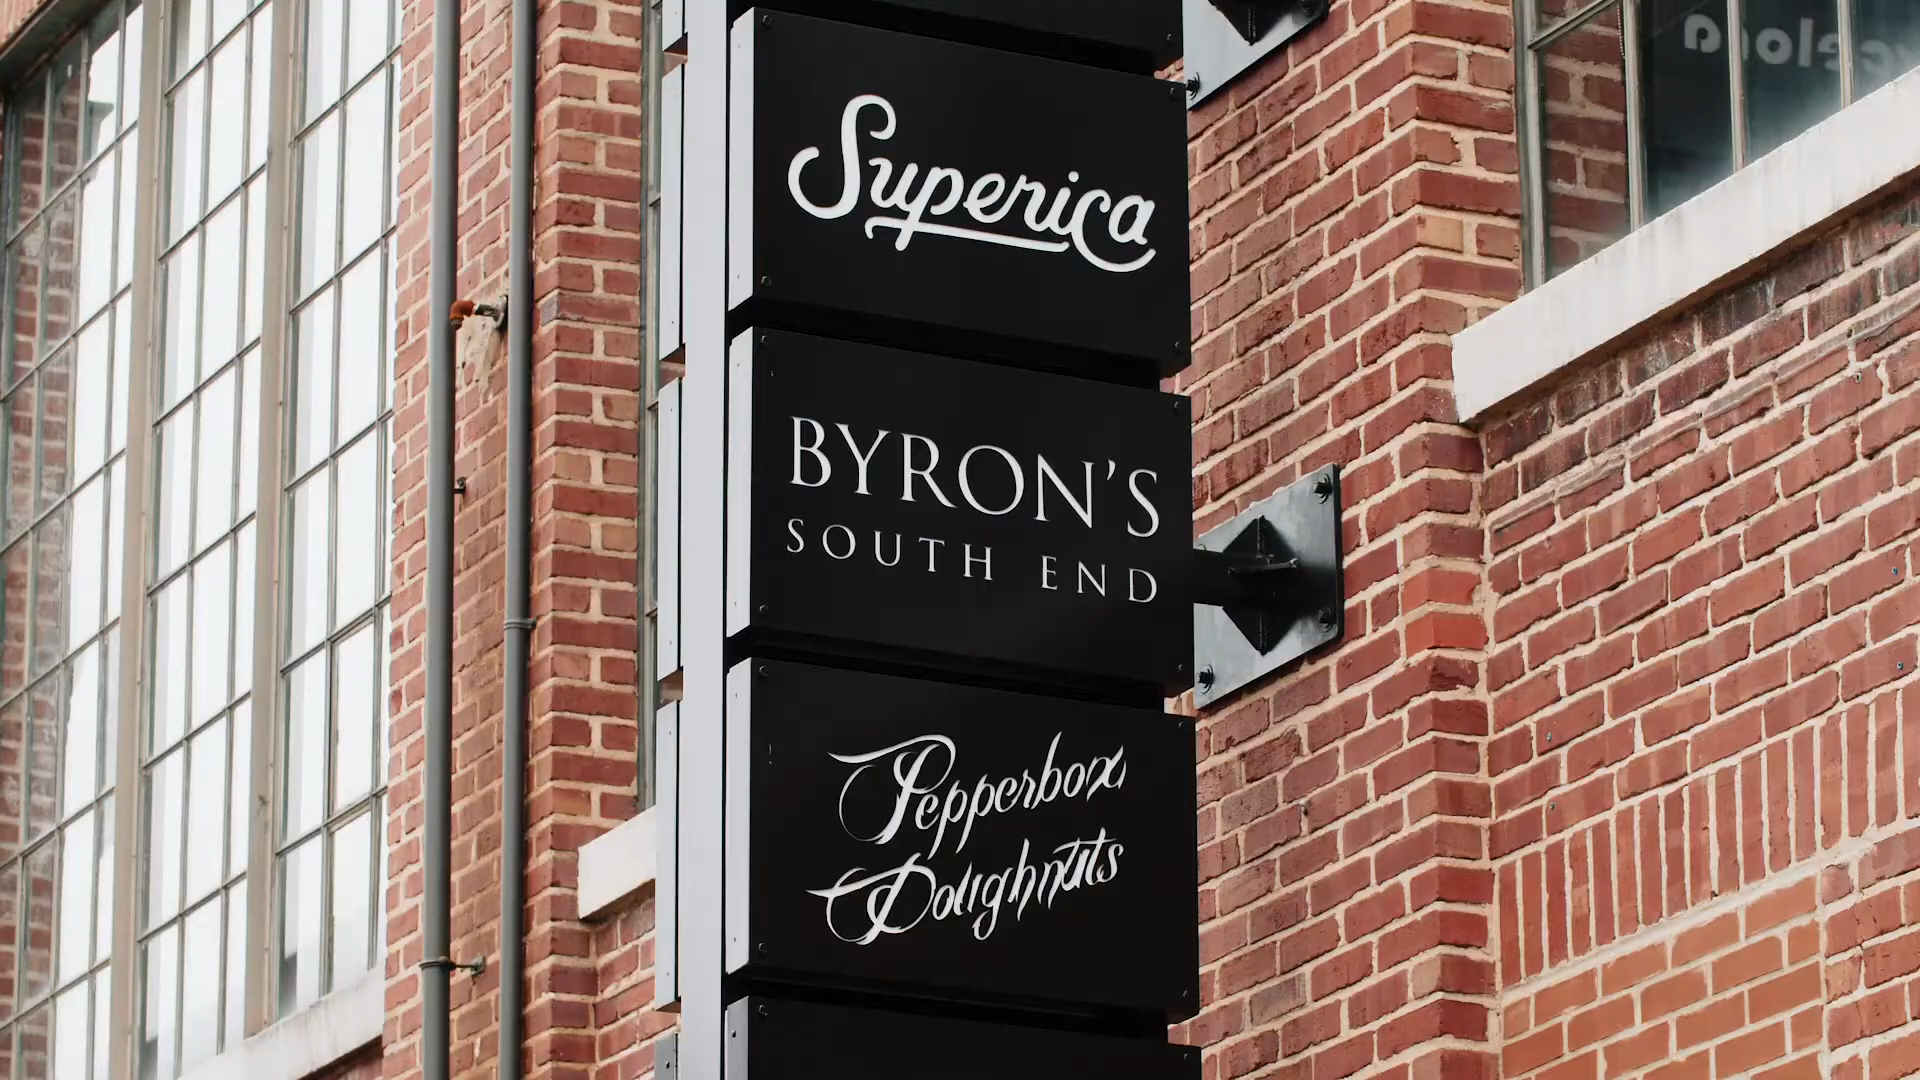 Superica
BYRON'S
SOUTH END
Pepperbox
Doughnuts